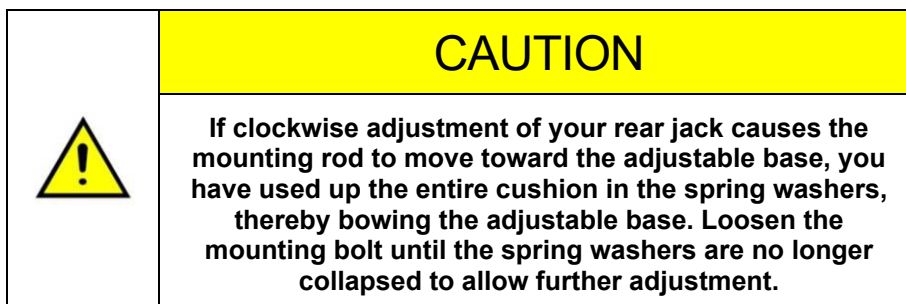 CAUTION
If clockwise adjustment of your rear jack causes the
mounting rod to move toward the adjustable base, you
have used up the entire cushion in the spring washers,
thereby bowing the adjustable base. Loosen the
mounting bolt until the spring washers are no longer
collapsed to allow further adjustment.